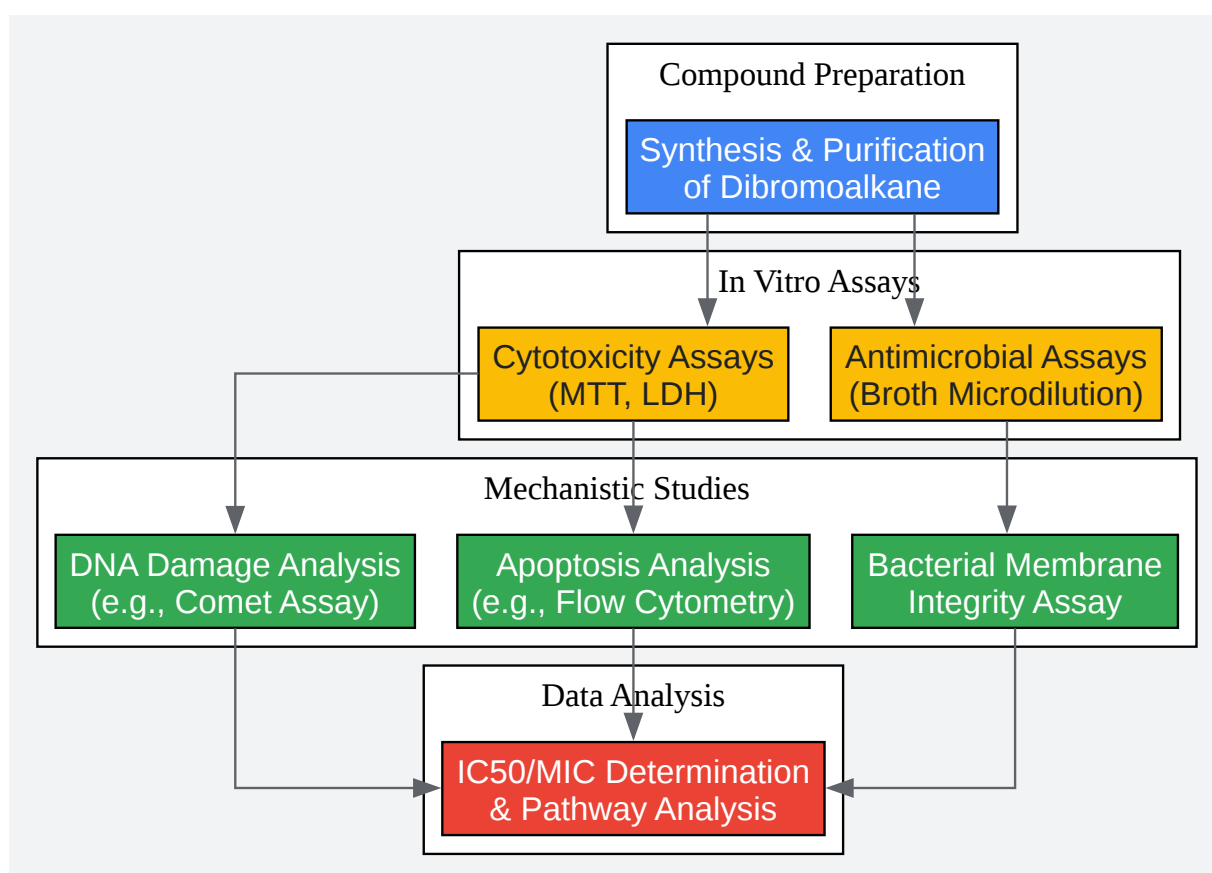 Compound Preparation
Synthesis & Purification
of Dibromoalkane
In Vitro Assays
Cytotoxicity Assays
(MTT, LDH)
Antimicrobial Assays
(Broth Microdilution)
Mechanistic Studies
DNA Damage Analysis
(e.g., Comet Assay)
Apoptosis Analysis
(e.g., Flow Cytometry)
Bacterial Membrane
Integrity Assay
Data Analysis
IC50/MIC Determination
& Pathway Analysis